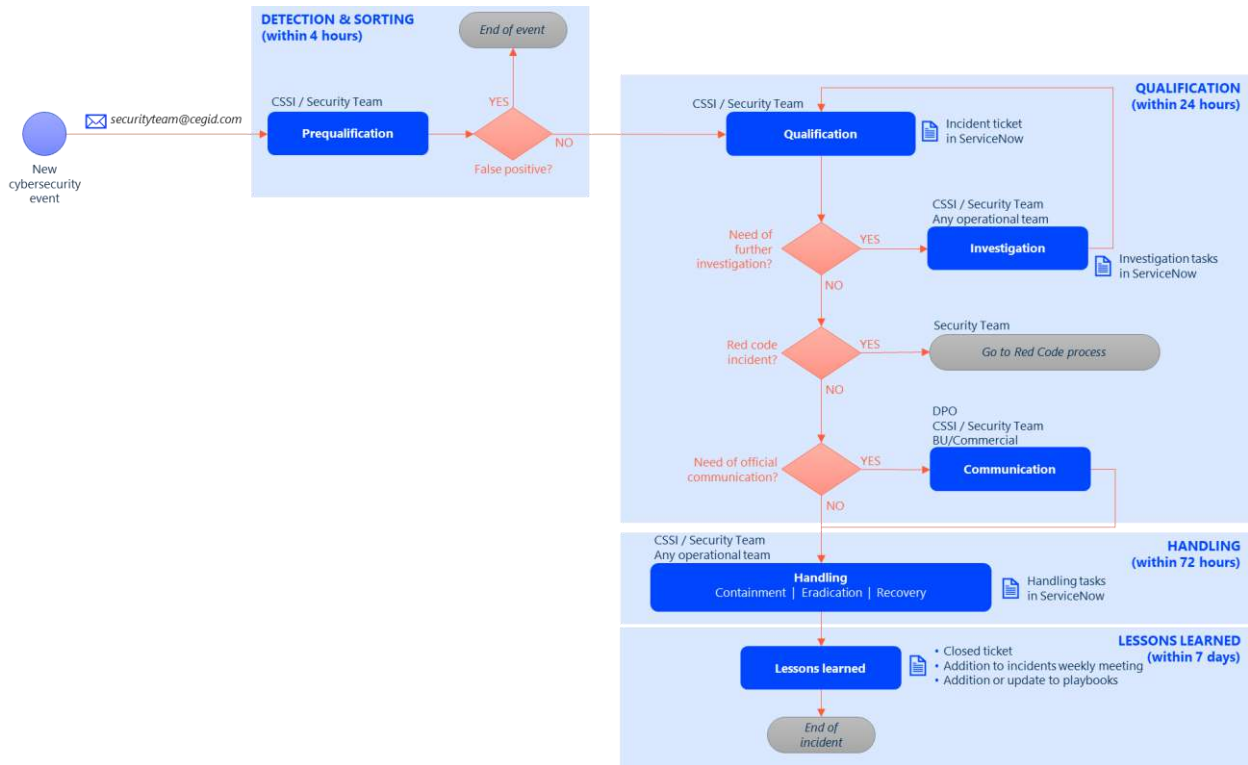 DETECTION & SORTING
(within 4 hours)
End of event
CSSI / Security Team
YES
securityteam@cegid.com
Prequalification
NO
False positive?
New
cybersecurity
event
QUALIFICATION
(within 24 hours)
CSSI / Security Team
Qualification
Incident ticket
in ServiceNow
CSSI / Security Team
Any operational team
Need of
further
investigation?
YES
Investigation
Investigation tasks
in ServiceNow
NO
Security Team
Red code
incident?
YES
Go to Red Code process
NO
DPO
CSSI / Security Team
BU/Commercial
Need of official
communication?
YES
Communication
NO
CSSI / Security Team
Any operational team
HANDLING
(within 72 hours)
Handling
Containment | Eradication | Recovery
Handling tasks
in ServiceNow
LESSONS LEARNED
(within 7 days)
Lessons learned
• Closed ticket
• Addition to incidents weekly meeting
• Addition or update to playbooks
End of
incident